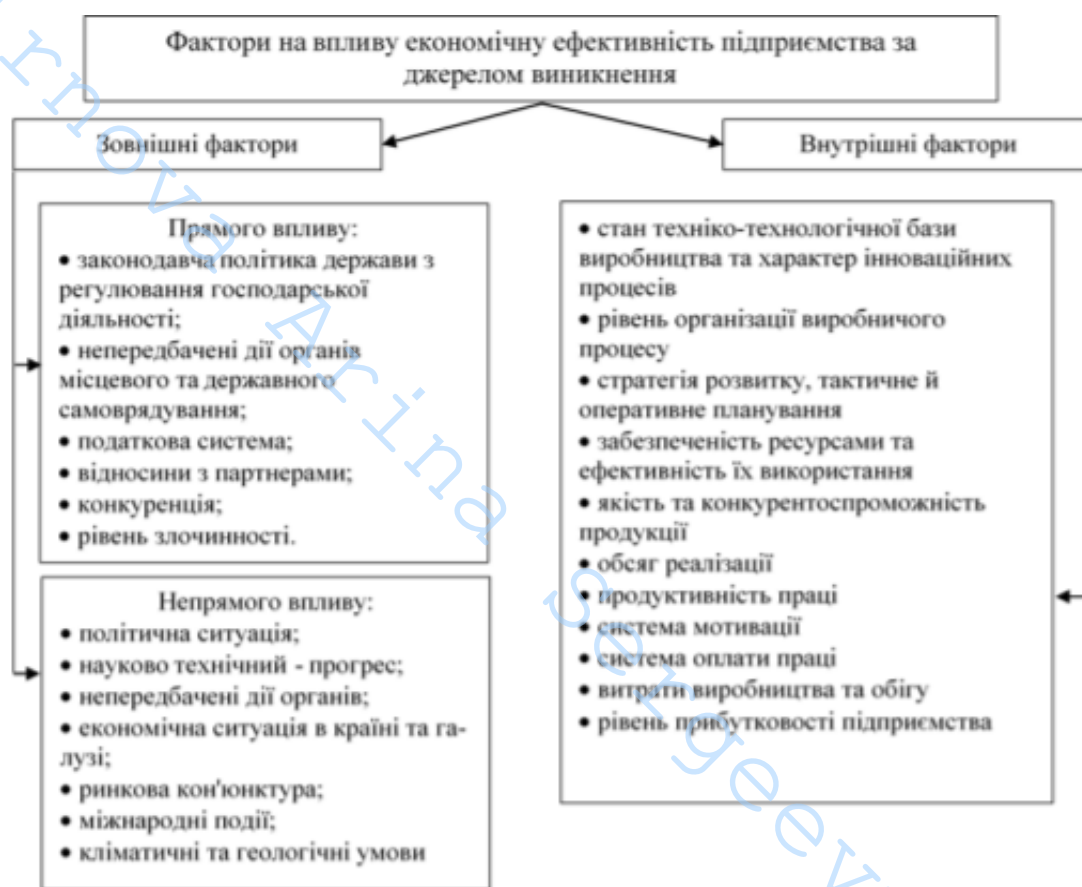 Фактори на впливу економічну ефективність підприємства за
джерелом виникнення
Зовнішні фактори
Внутрішні фактори
Прямого впливу:
• законодавча політика держави з
регулювання господарської
діяльності;
• непередбачені дії органів
місцевого та державного
самоврядування;
• податкова система;
• відносини з партнерами;
• конкуренція;
• рівень злочинності.
Непрямого впливу:
• політична ситуація;
• науково технічний - прогрес;
• непередбачені дії органів;
• економічна ситуація в країні та га-
лузі;
• ринкова кон'юнктура;
• міжнародні події;
• кліматичні та геологічні умови
• стан техніко-технологічної бази
виробництва та характер інноваційних
процесів
• рівень організації виробничого
процесу
• стратегія розвитку, тактичне й
оперативне планування
• забезпеченість ресурсами та
ефективність їх використання
• якість та конкурентоспроможність
продукції
• обсяг реалізації
• продуктивність праці
• система мотивації
• система оплати праці
• витрати виробництва та обігу
• рівень прибутковості підприємства
rnova Arina Sergeev